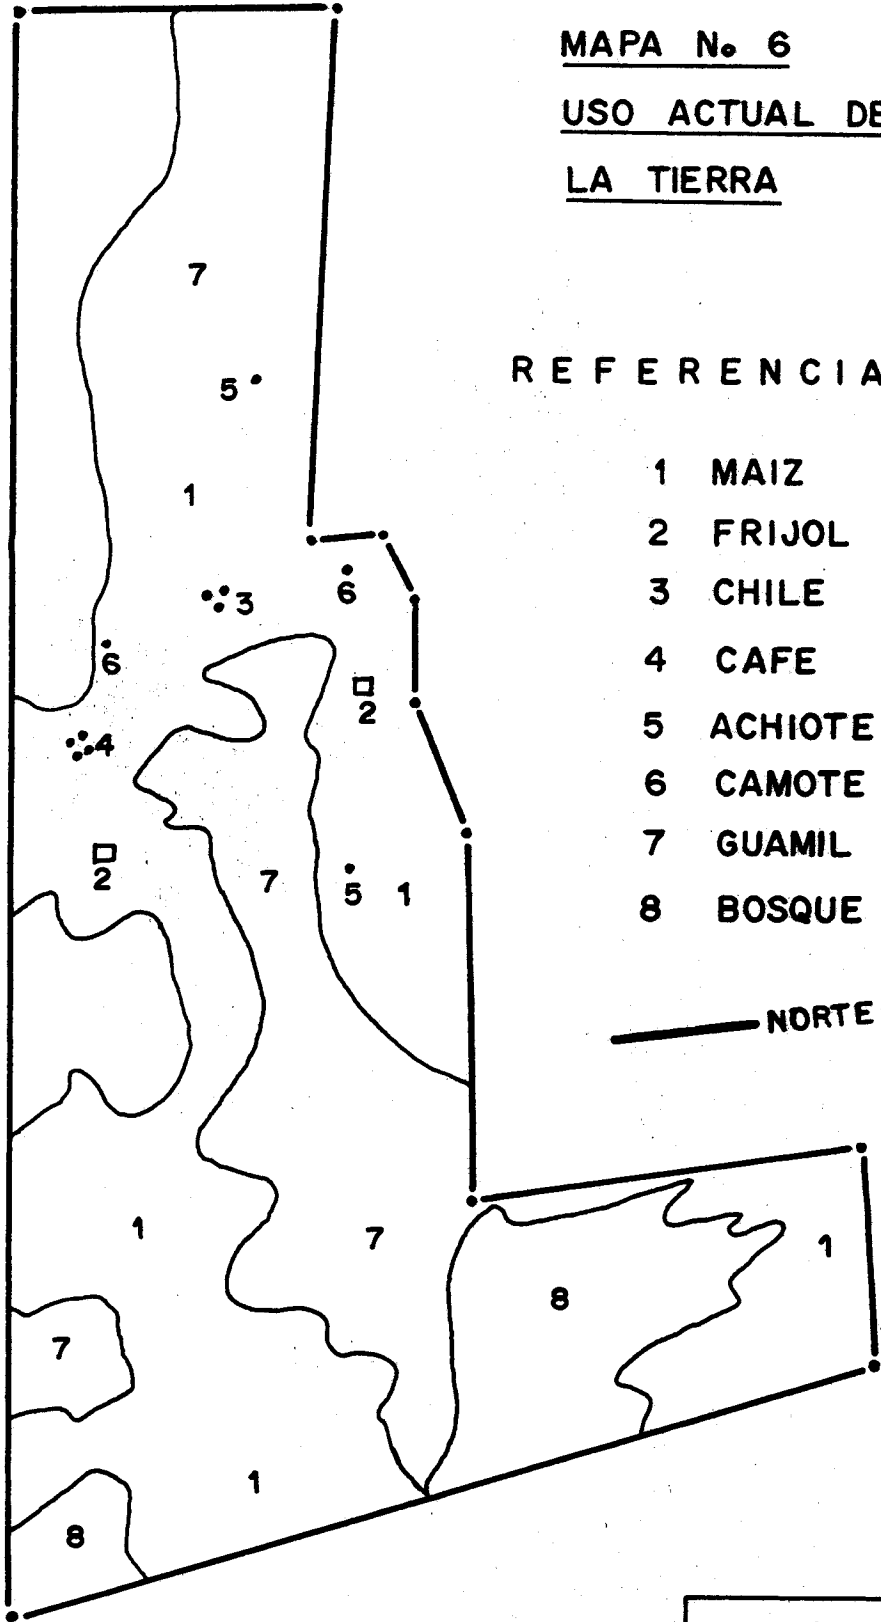 MAPA No 6
USO ACTUAL DE
LA TIERRA
7
5
REFERENCIA
1
1 MAIZ
2 FRIJOL
3 CHILE
4 CAFE
5 ACHIOTE
6 CAMOTE
7 GUAMIL
8 BOSQUE
NORTE
6
3
6
2
4
2
7
5
1
1
7
8
1
7
1
8